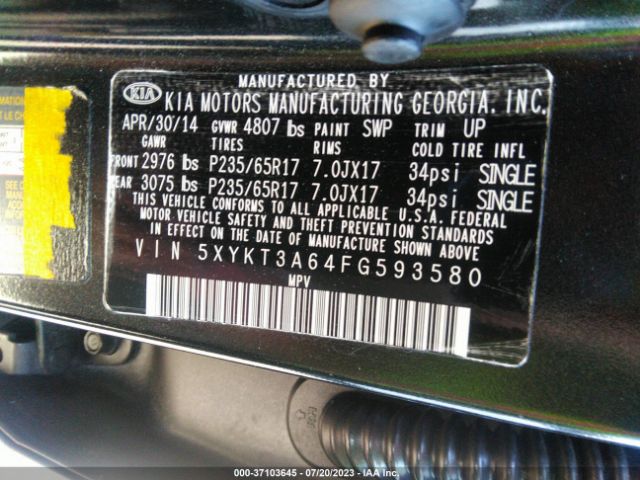 MANUFACTURED BY
KIA KIA MOTORS MANUFACTURING GEORGIA. INC.
APR/30/14 GVWR 4807 lbs PAINT SWP TRIM UP
GAWR TIRES RIMS COLD TIRE INFL
FRONT 2976 lbs P235/65R17 7.0JX17 34psi SINGLE
REAR 3075 lbs P235/65R17 7.0JX17 34psi SINGLE
THIS VEHICLE CONFORMS TO ALL APPLICABLE U.S.A. FEDERAL
MOTOR VEHICLE SAFETY AND THEFT PREVENTION STANDARDS IN
EFFECT ON THE DATE OF MANUFACTURE SHOWN ABOVE.
VIN 5XYKT3A64FG593580
MPV
000-37103645 - 07/20/2023 - IAA Inc.